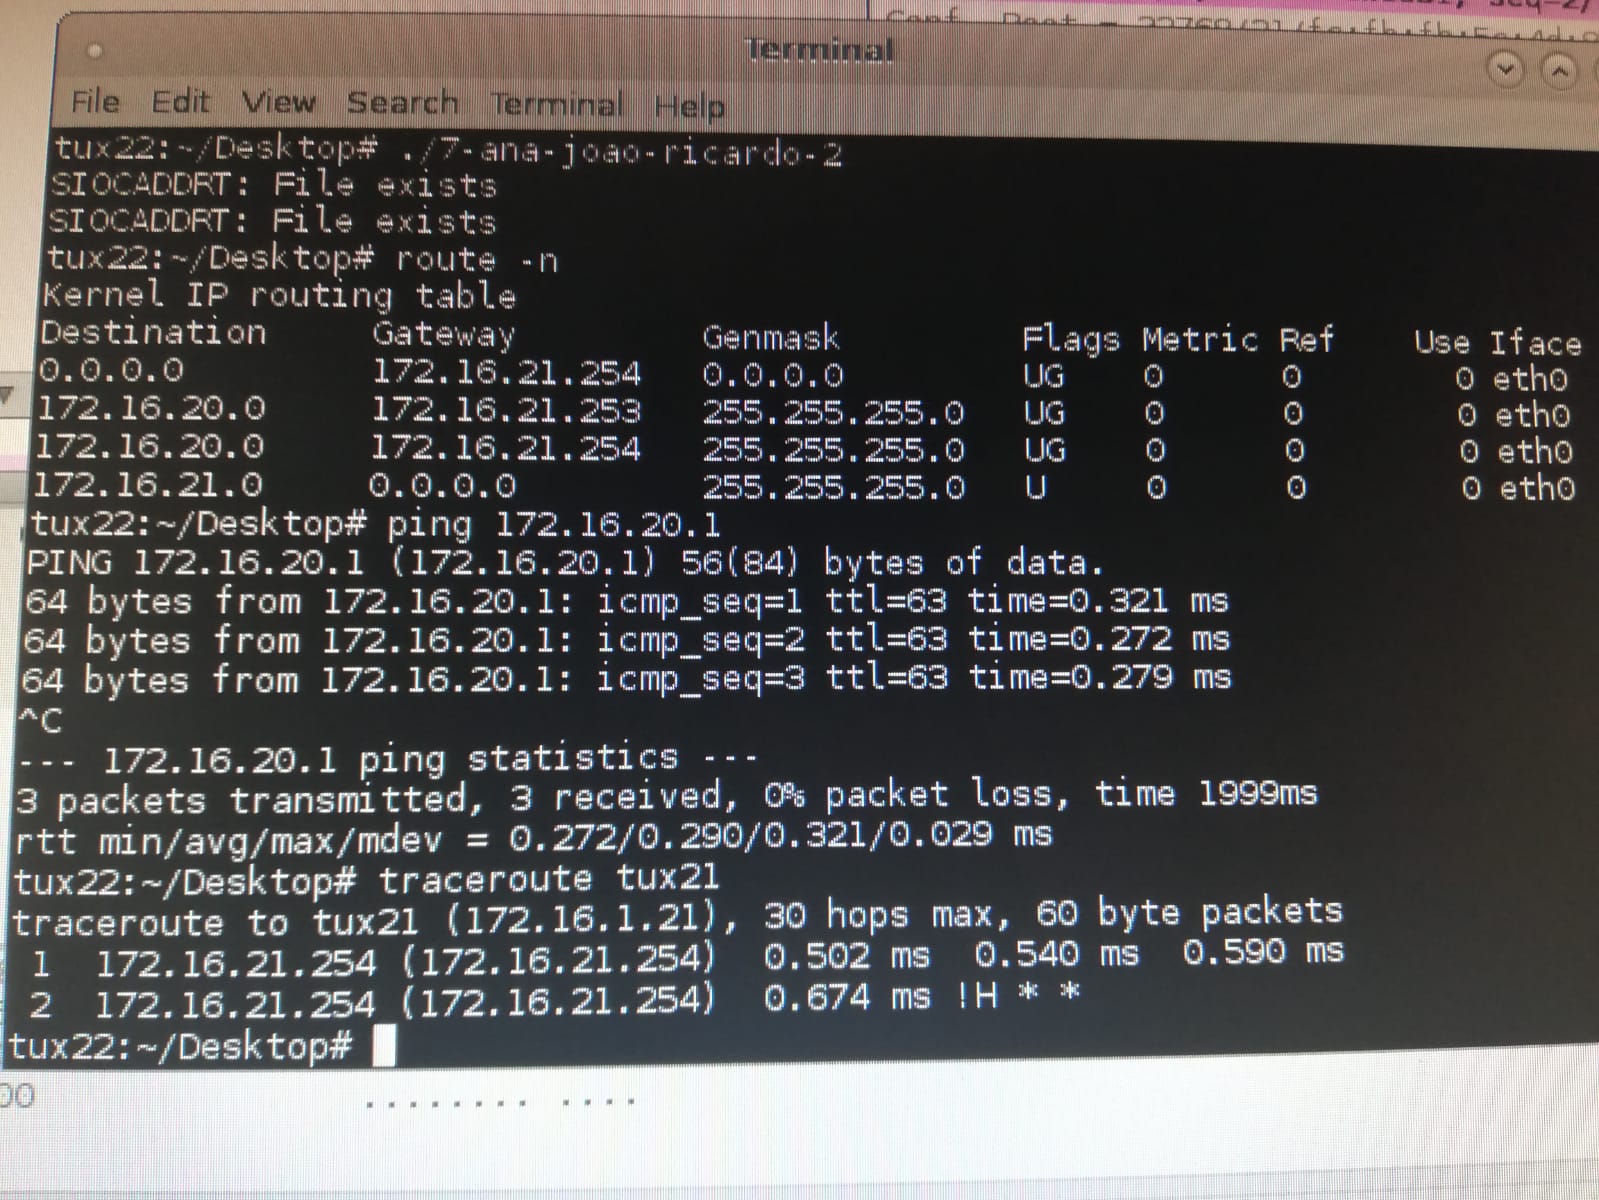 Terminal
File Edit View Search Terminal Help
tux22:~/Desktop# ./7-ana-joao-ricardo-2
SIOCADDRT: File exists
SIOCADDRT: File exists
tux22:~/Desktop# route -n
Kernel IP routing table
Destination Gateway Genmask Flags Metric Ref Use Iface
0.0.0.0 172.16.21.254 0.0.0.0 UG 0 0 0 eth0
172.16.20.0 172.16.21.253 255.255.255.0 UG 0 0 0 eth0
172.16.20.0 172.16.21.254 255.255.255.0 UG 0 0 0 eth0
172.16.21.0 0.0.0.0 255.255.255.0 U 0 0 0 eth0
tux22:~/Desktop# ping 172.16.20.1
PING 172.16.20.1 (172.16.20.1) 56(84) bytes of data.
64 bytes from 172.16.20.1: icmp_seq=1 ttl=63 time=0.321 ms
64 bytes from 172.16.20.1: icmp_seq=2 ttl=63 time=0.272 ms
64 bytes from 172.16.20.1: icmp_seq=3 ttl=63 time=0.279 ms
^C
--- 172.16.20.1 ping statistics ---
3 packets transmitted, 3 received, 0% packet loss, time 1999ms
rtt min/avg/max/mdev = 0.272/0.290/0.321/0.029 ms
tux22:~/Desktop# traceroute tux21
traceroute to tux21 (172.16.1.21), 30 hops max, 60 byte packets
1 172.16.21.254 (172.16.21.254) 0.502 ms 0.540 ms 0.590 ms
2 172.16.21.254 (172.16.21.254) 0.674 ms !H * *
tux22:~/Desktop#
00 ........ ....